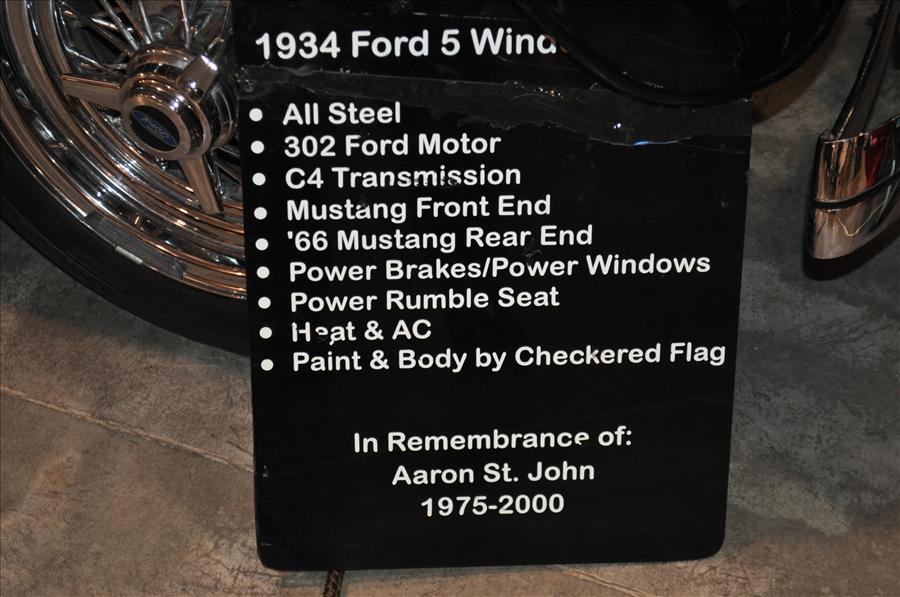 1934 Ford 5 Wind
• All Steel
• 302 Ford Motor
• C4 Transmission
• Mustang Front End
• '66 Mustang Rear End
• Power Brakes/Power Windows
• Power Rumble Seat
• Heat & AC
• Paint & Body by Checkered Flag
In Remembrance of:
Aaron St. John
1975-2000